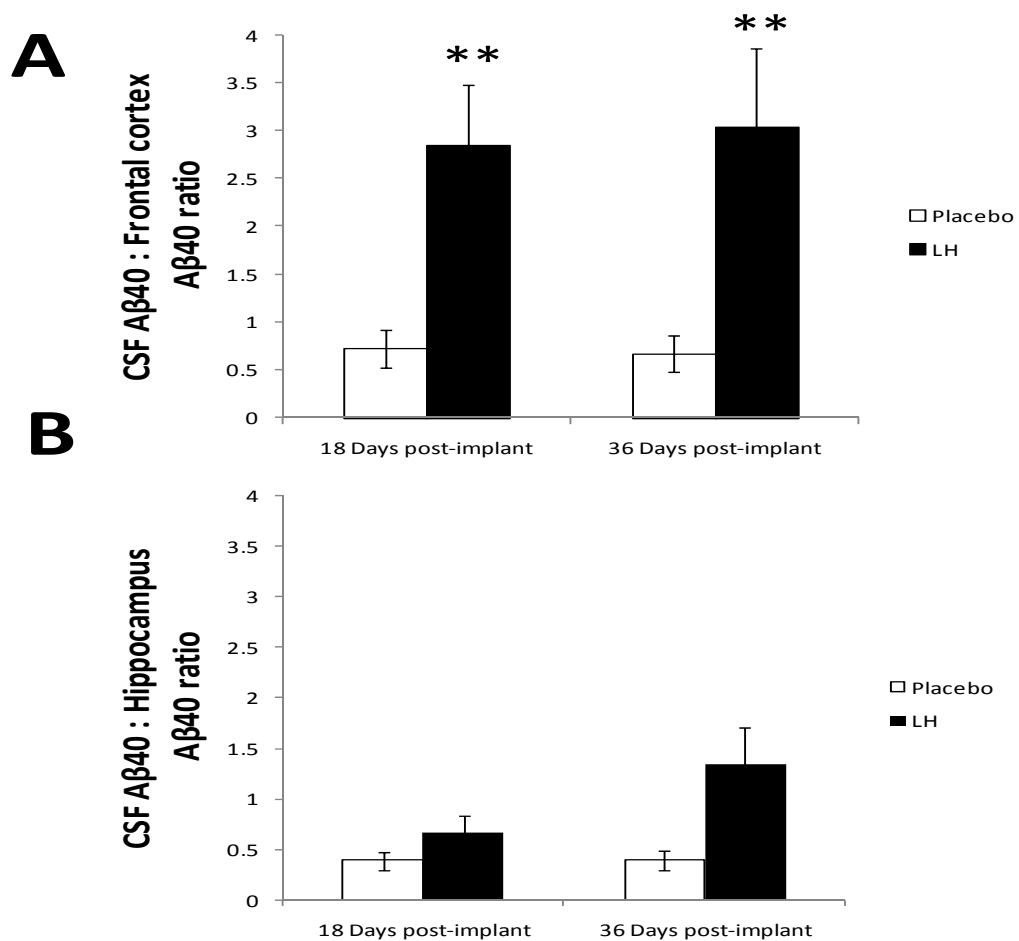 A
CSF Aβ40 : Frontal cortex
Aβ40 ratio
4
3.5
3
2.5
2
1.5
1
0.5
0
**
**
18 Days post-implant
36 Days post-implant
Placebo
LH
B
CSF Aβ40 : Hippocampus
Aβ40 ratio
4
3.5
3
2.5
2
1.5
1
0.5
0
18 Days post-implant
36 Days post-implant
Placebo
LH